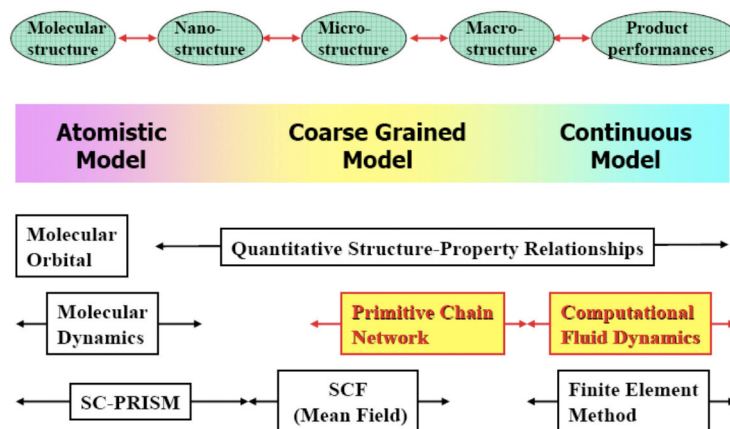 Molecular
structure
Nano-
structure
Micro-
structure
Macro-
structure
Product
performances
Atomistic
Model
Coarse Grained
Model
Continuous
Model
Molecular
Orbital
Quantitative Structure-Property Relationships
Molecular
Dynamics
Primitive Chain
Network
Computational
Fluid Dynamics
SC-PRISM
SCF
(Mean Field)
Finite Element
Method